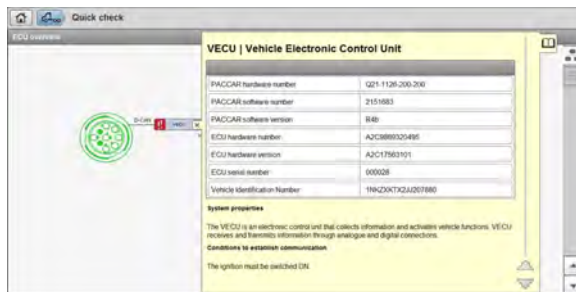 Quick check
ECU overview
VECU | Vehicle Electronic Control Unit
PACCAR hardware number Q21-1126-200-200
PACCAR software number 2151683
PACCAR software version R4b
ECU hardware number A2C9869320495
ECU hardware version A2C17563101
ECU serial number 000028
Vehicle Identification Number
D-CAN
System properties
The VECU is an electronic control unit that collects information and activates vehicle functions. VECU
receives and transmits information through analogue and digital connections.
Conditions to establish communication
The ignition must be switched ON.